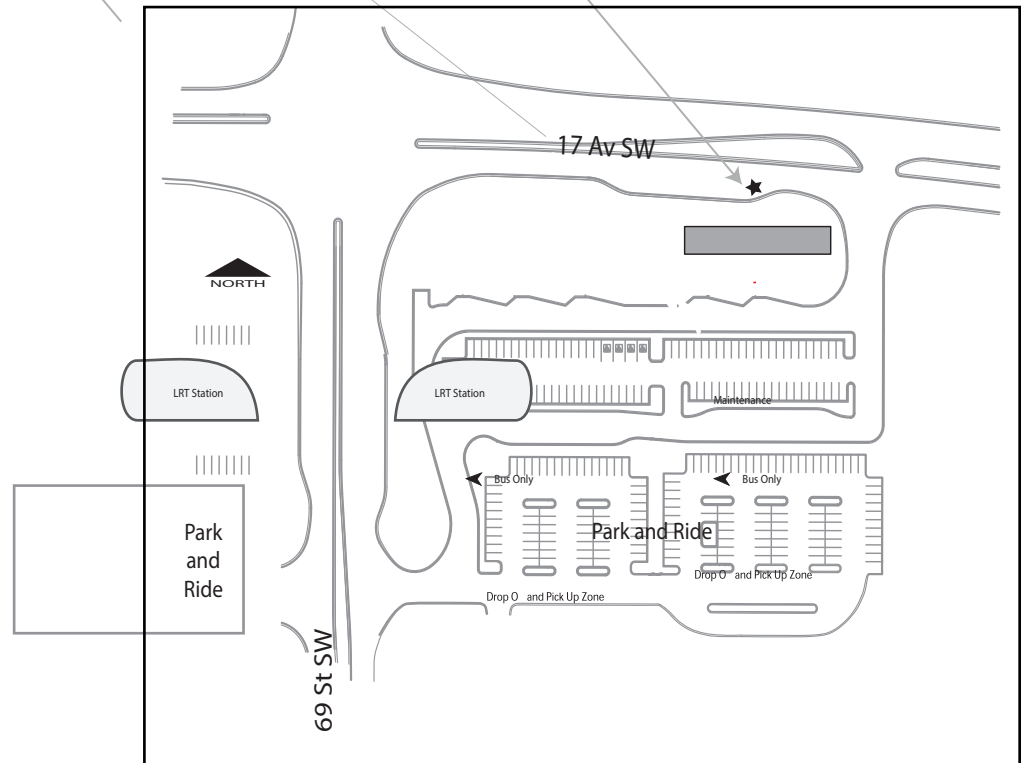 17 Av SW
NORTH
LRT Station
LRT Station
Maintenance
Bus Only
Bus Only
Park
and
Ride
Park and Ride
Drop O and Pick Up Zone
Drop O and Pick Up Zone
69 St SW